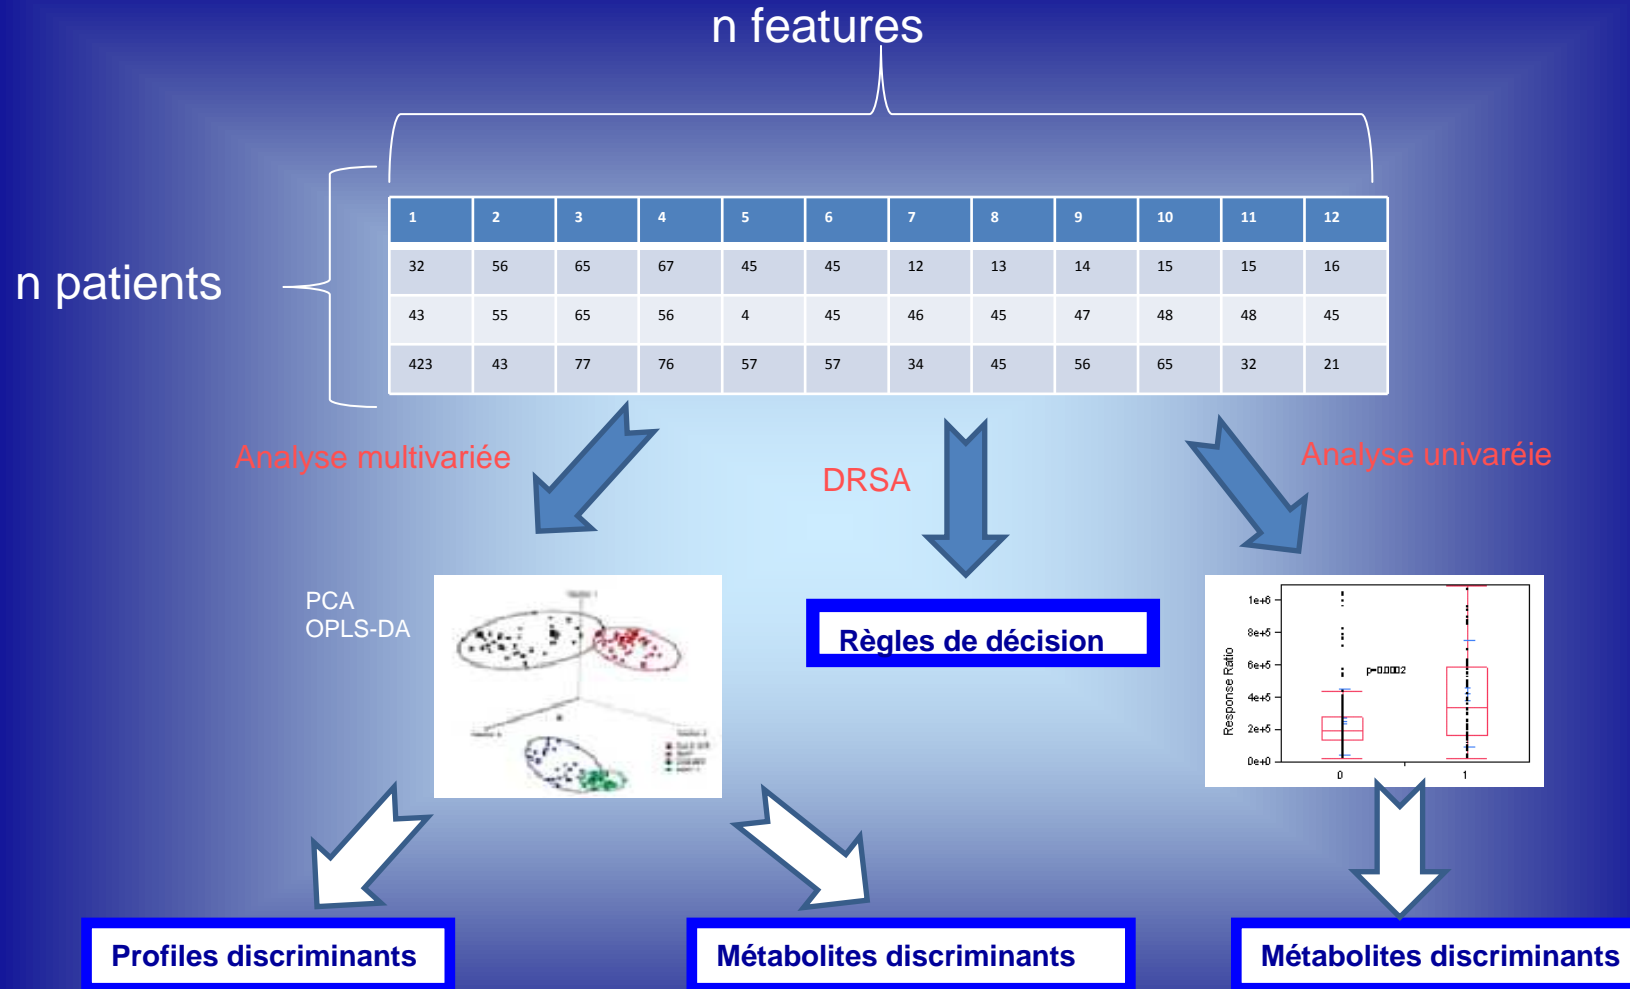 n features
n patients
1 2 3 4 5 6 7 8 9 10 11 12
32 56 65 67 45 45 12 13 14 15 15 16
43 55 65 56 4 45 46 45 47 48 48 45
423 43 77 76 57 57 34 45 56 65 32 21
Analyse multivariée
DRSA
Analyse univaréie
PCA
OPLS-DA
Règles de décision
Response Ratio
1e+6
8e+5
6e+5
4e+5
2e+5
0e+0
p=0.0002
0 1
Profiles discriminants
Métabolites discriminants
Métabolites discriminants